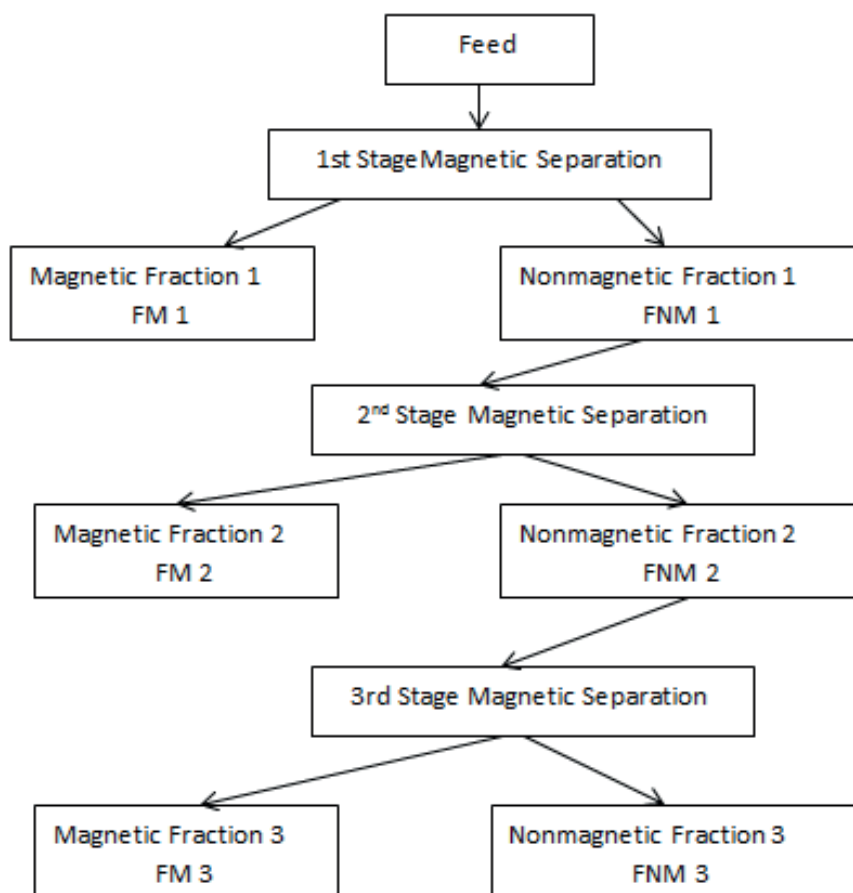 Feed
1st Stage Magnetic Separation
Magnetic Fraction 1
FM 1
Nonmagnetic Fraction 1
FNM 1
2nd Stage Magnetic Separation
Magnetic Fraction 2
FM 2
Nonmagnetic Fraction 2
FNM 2
3rd Stage Magnetic Separation
Magnetic Fraction 3
FM 3
Nonmagnetic Fraction 3
FNM 3